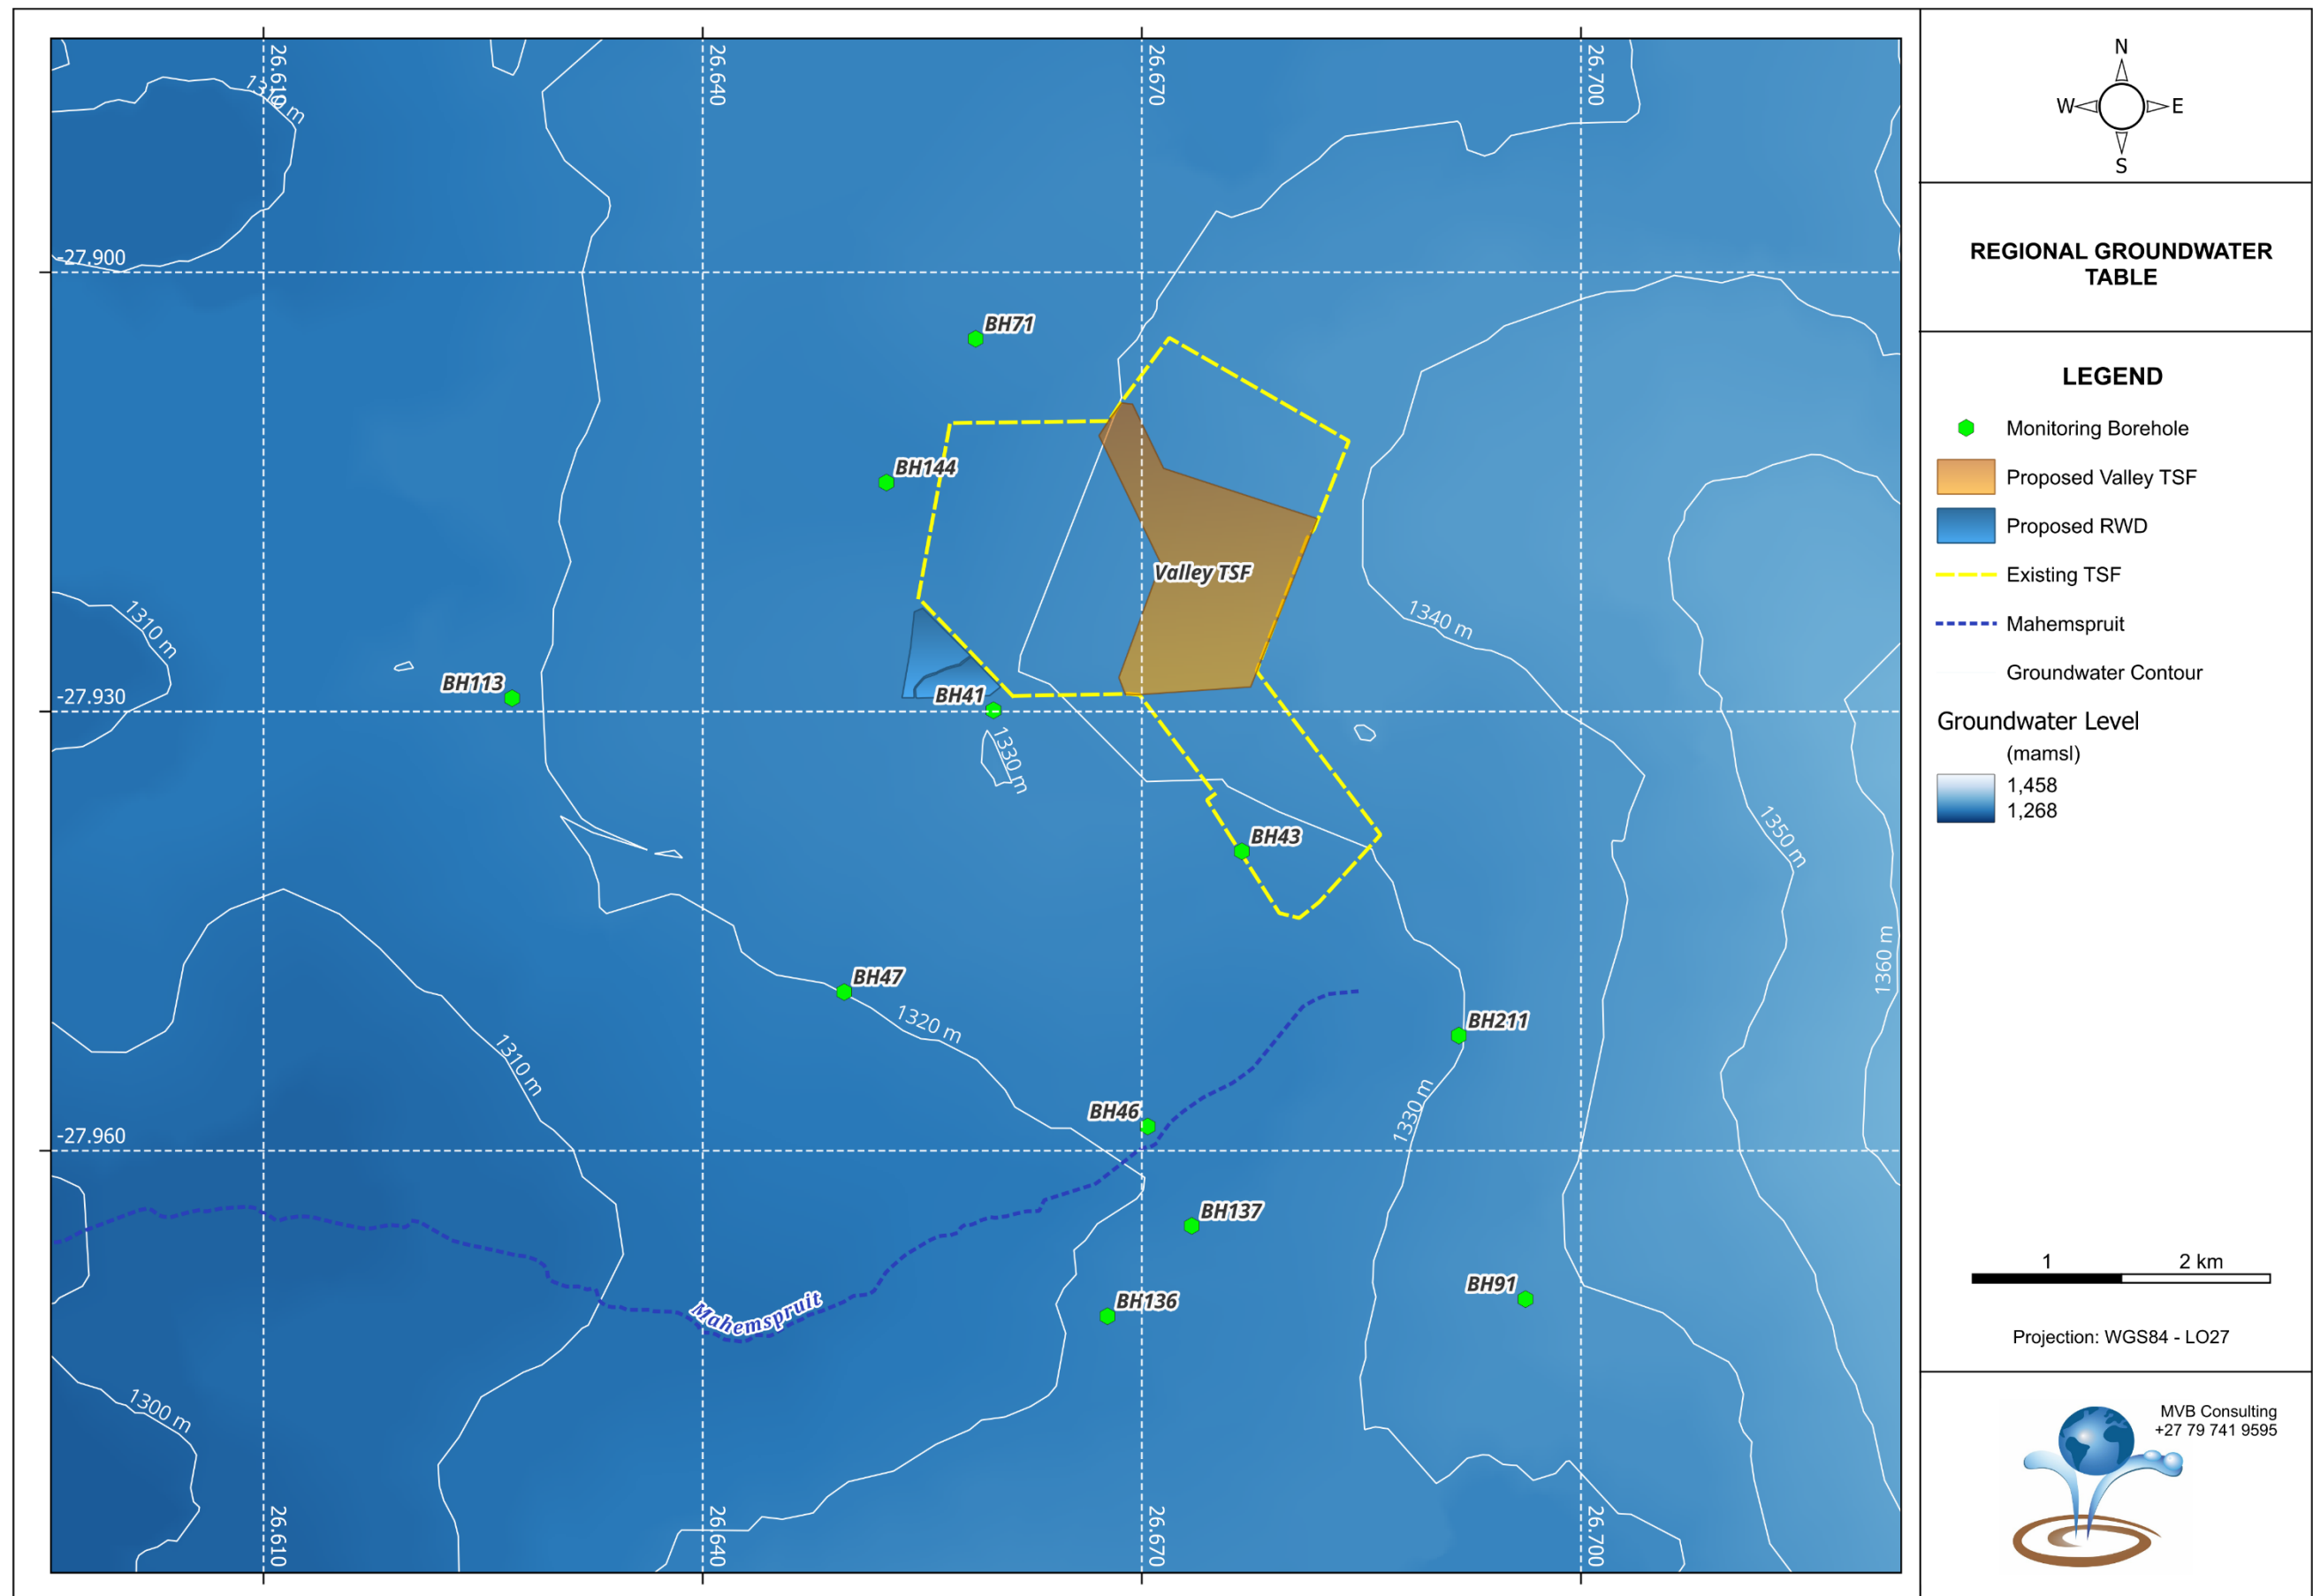 26.610
26.640
26.670
26.700
1310 m
-27.900
BH71
BH144
Valley TSF
1310 m
1340 m
BH113
BH41
-27.930
1330 m
BH43
1350 m
1360 m
BH47
1320 m
BH211
1310 m
BH46
1330 m
-27.960
BH137
BH91
BH136
Mahemspruit
1300 m
26.610
26.640
26.670
26.700
N
W E
S
REGIONAL GROUNDWATER
TABLE
LEGEND
Monitoring Borehole
Proposed Valley TSF
Proposed RWD
Existing TSF
Mahemspruit
Groundwater Contour
Groundwater Level
(mamsl)
1,458
1,268
1 2 km
Projection: WGS84 - LO27
MVB Consulting
+27 79 741 9595